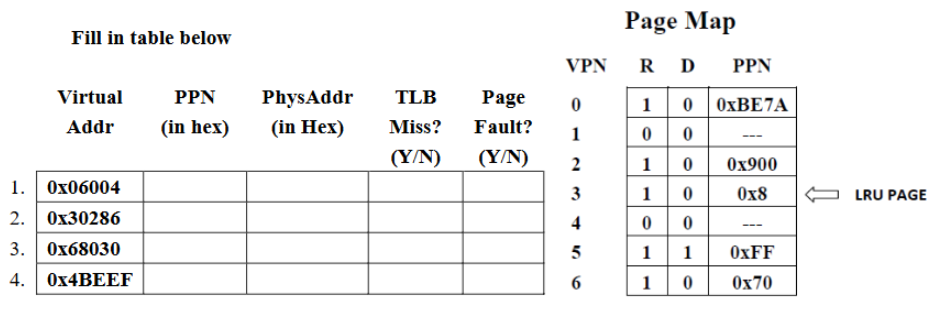 Page Map
Fill in table below
VPN R D PPN
Virtual Addr PPN (in hex) PhysAddr (in Hex) TLB Miss? (Y/N) Page Fault? (Y/N)
1. 0x06004
2. 0x30286
3. 0x68030
4. 0x4BEEF
0 1 0 0xBE7A
1 0 0 ---
2 1 0 0x900
3 1 0 0x8 LRU PAGE
4 0 0 ---
5 1 1 0xFF
6 1 0 0x70